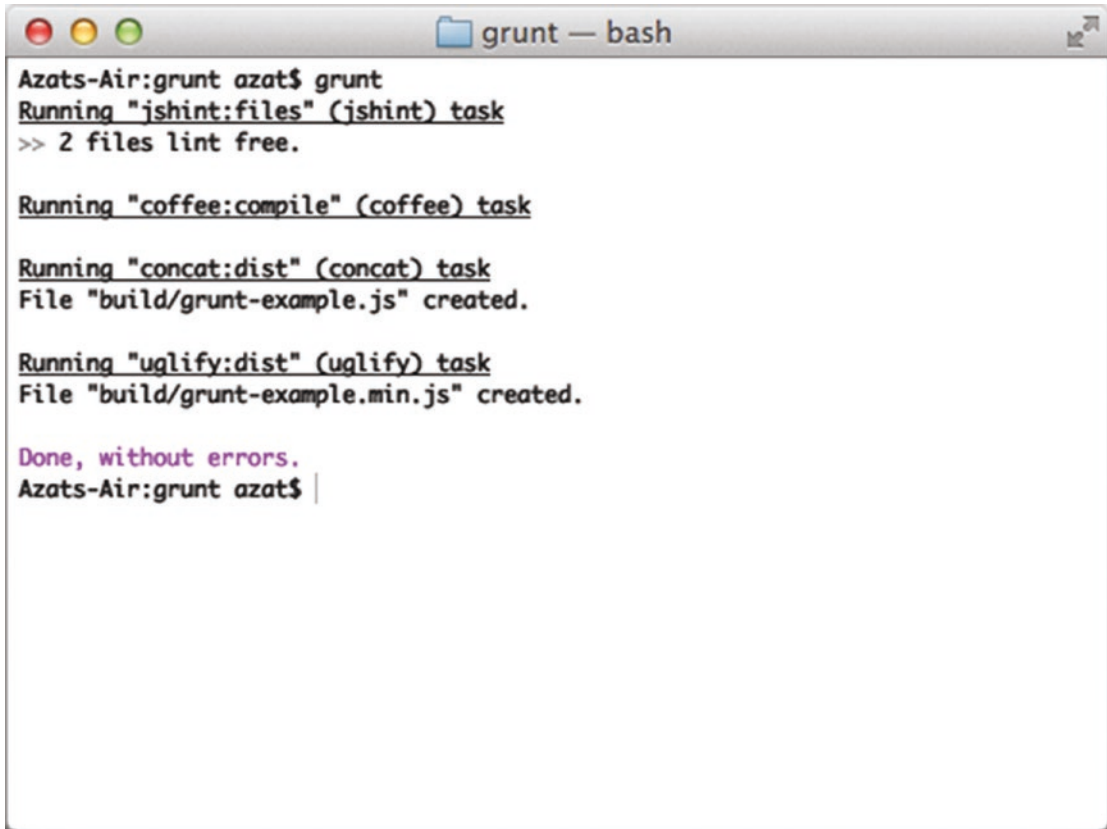 grunt — bash
Azats-Air:grunt azat$ grunt
Running "jshint:files" (jshint) task
>> 2 files lint free.
Running "coffee:compile" (coffee) task
Running "concat:dist" (concat) task
File "build/grunt-example.js" created.
Running "uglify:dist" (uglify) task
File "build/grunt-example.min.js" created.
Done, without errors.
Azats-Air:grunt azat$